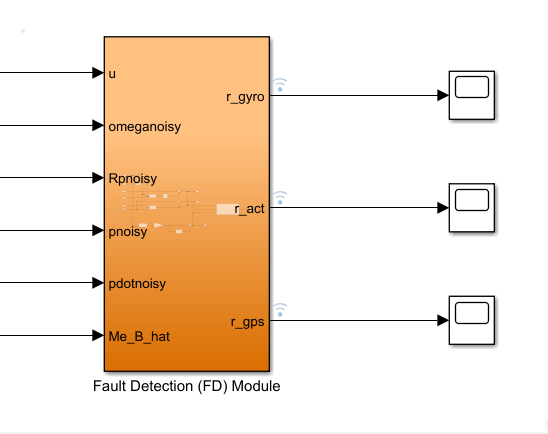 u
r_gyro
omeganoisy
Rpnoisy
r_act
pnoisy
pdotnoisy
r_gps
Me_B_hat
Fault Detection (FD) Module